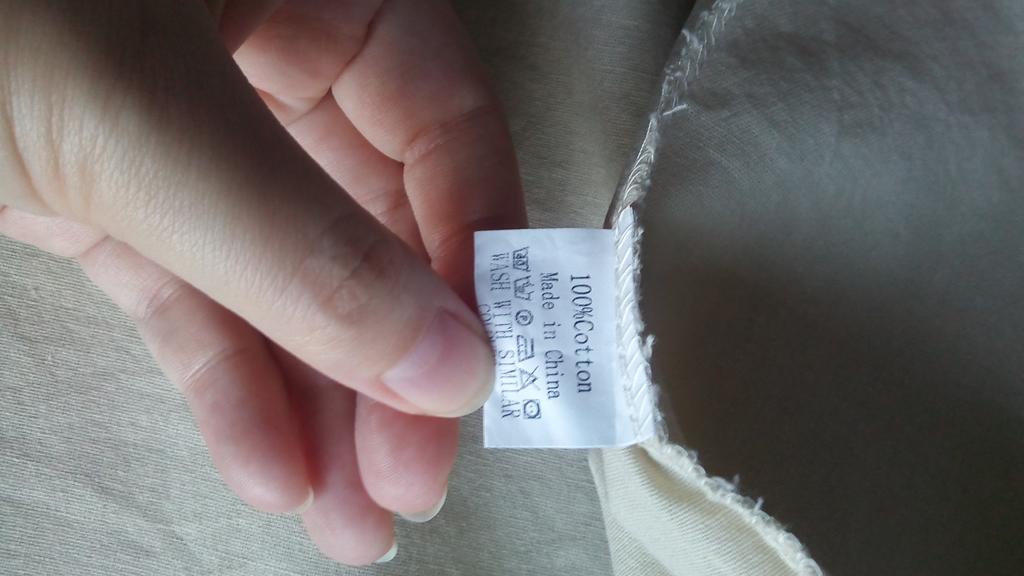 100%Cotton
Made in China
WASH WITH SIMILAR